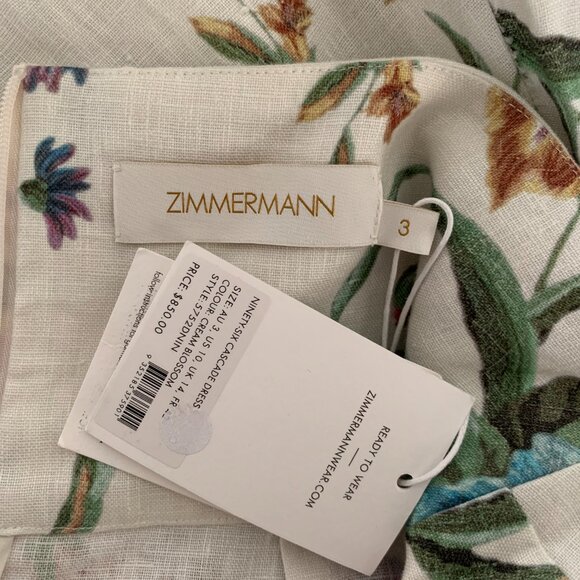 ZIMMERMANN
3
NINETY-SIX CASCADE DRESS
SIZE: AU 3, US 10, UK 14, FR
COLOUR: CREAM BLOSSOM
STYLE: 5752DNIN
PRICE: $850.00
READY TO WEAR
—
ZIMMERMANNWEAR.COM